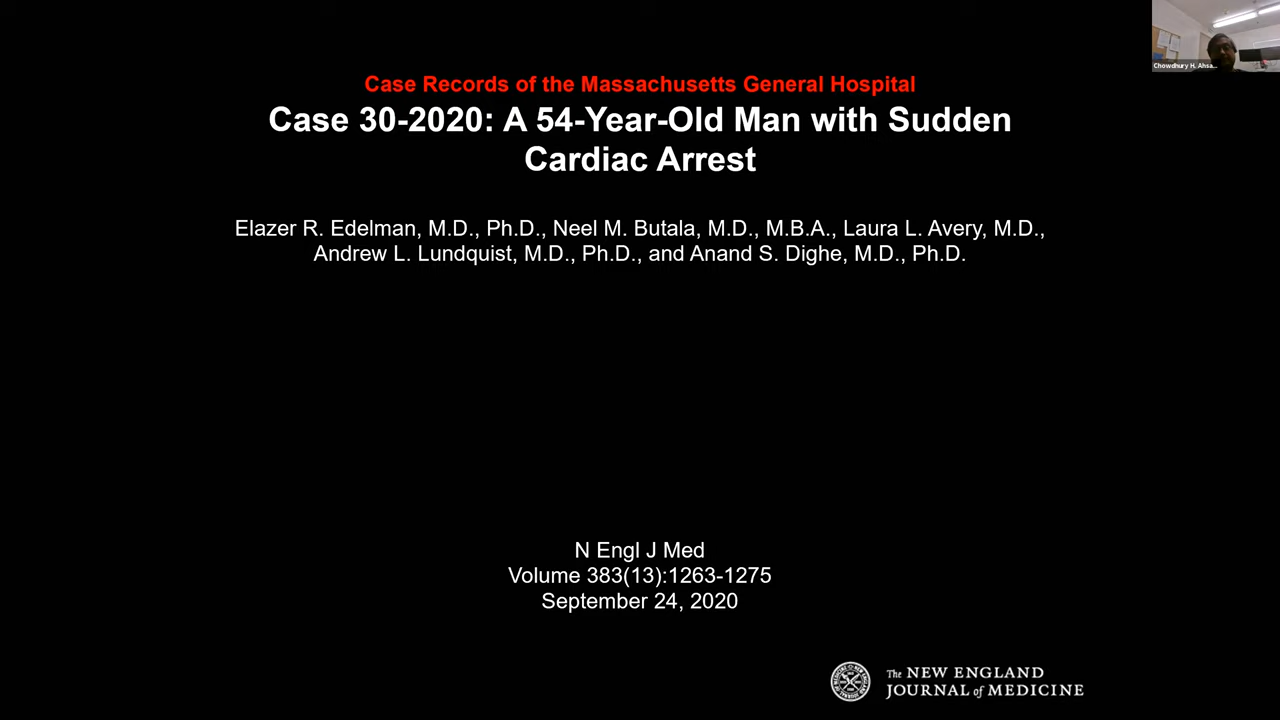 Chowdhury H. Ahsa...
Case Records of the Massachusetts General Hospital
Case 30-2020: A 54-Year-Old Man with Sudden
Cardiac Arrest
Elazer R. Edelman, M.D., Ph.D., Neel M. Butala, M.D., M.B.A., Laura L. Avery, M.D.,
Andrew L. Lundquist, M.D., Ph.D., and Anand S. Dighe, M.D., Ph.D.
N Engl J Med
Volume 383(13):1263-1275
September 24, 2020
The NEW ENGLAND
JOURNAL of MEDICINE